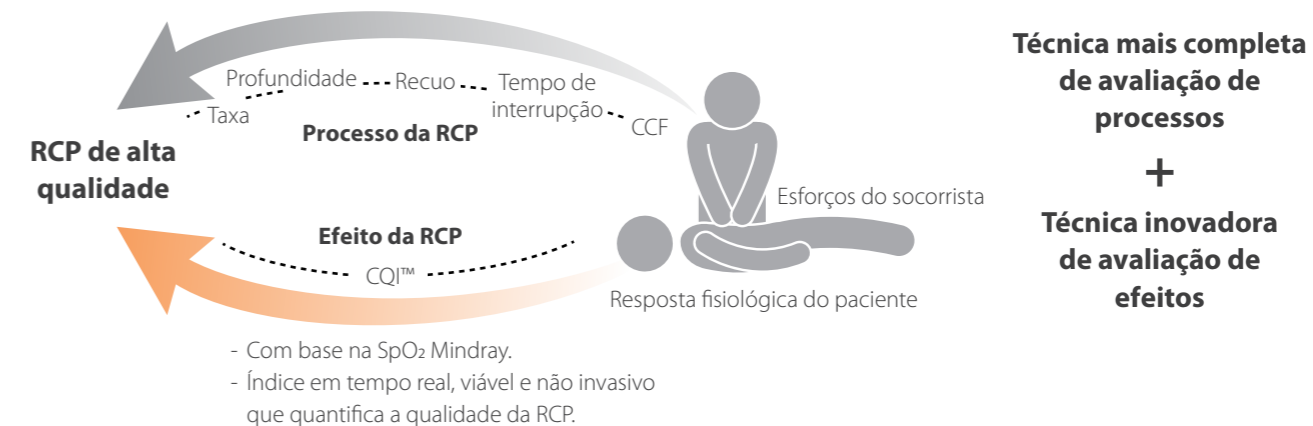 Profundidade
Recuo
Tempo de
interrupção
Taxa
CCF
Processo da RCP
RCP de alta
qualidade
Esforços do socorrista
Efeito da RCP
CQI™
Resposta fisiológica do paciente
- Com base na SpO₂ Mindray.
- Índice em tempo real, viável e não invasivo
que quantifica a qualidade da RCP.
Técnica mais completa
de avaliação de
processos
+
Técnica inovadora
de avaliação de
efeitos